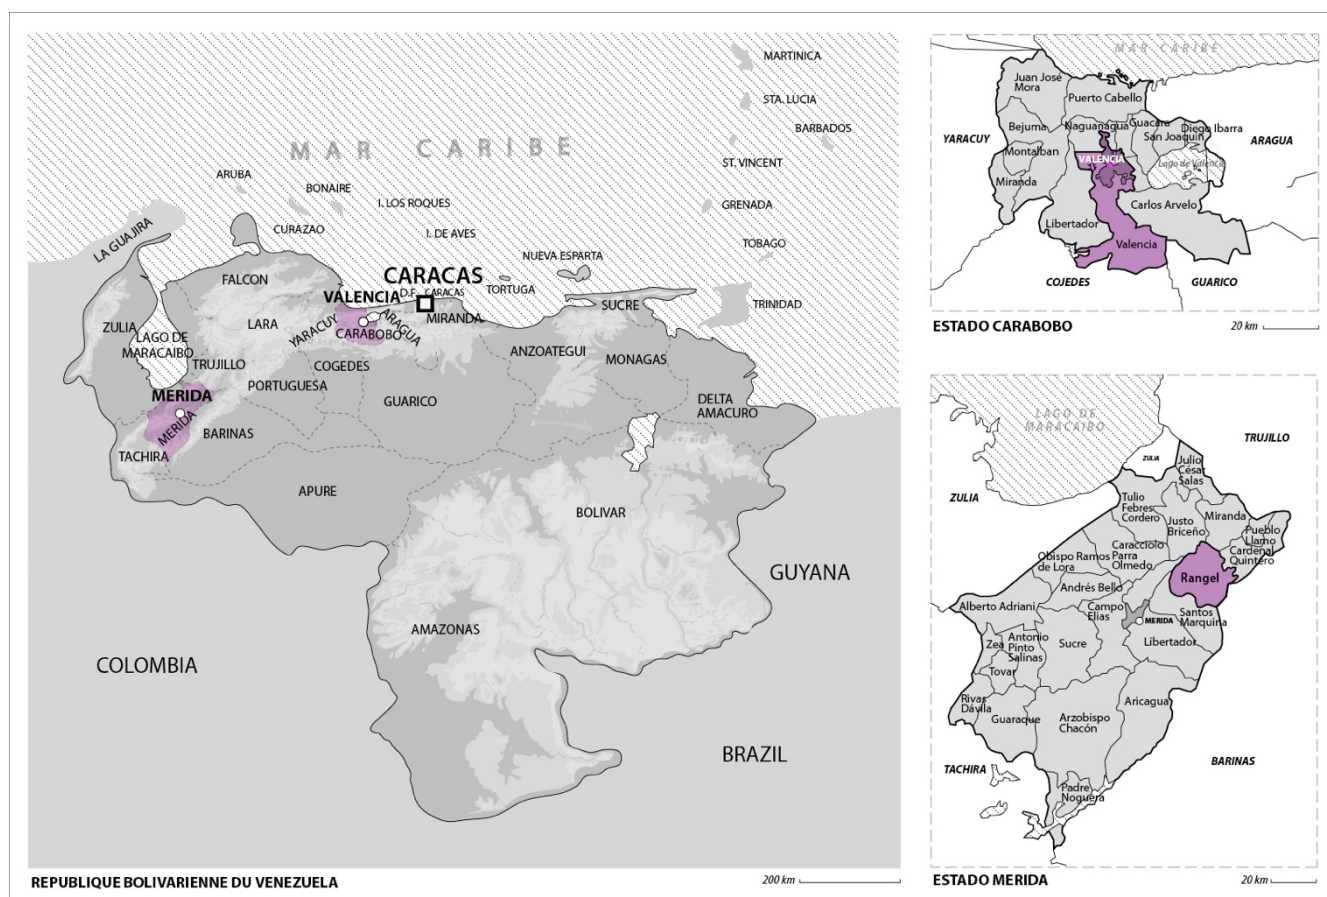 MARTINICA
STA. LUCIA
BARBADOS
MAR CARIBE
ST. VINCENT
ARUBA
BONAIRE
I. LOS ROQUES
GRENADA
LA GUAJIRA
CURAZAO
I. DE AVES
TOBAGO
NUEVA ESPARTA
FALCON
CARACAS
D.F. CARACAS
TORTUGA
VALENCIA
SUCRE
TRINIDAD
ZULIA
LARA
YARACUY
ARAGUA
MIRANDA
CARABOBO
LAGO DE
MARACAIBO
TRUJILLO
COGEDES
ANZOATEGUI
MONAGAS
PORTUGUESA
MERIDA
GUARICO
DELTA
AMACURO
MERIDA
BARINAS
TACHIRA
APURE
BOLIVAR
GUYANA
AMAZONAS
COLOMBIA
BRAZIL
REPUBLIQUE BOLIVARIENNE DU VENEZUELA
200 km
MAR CARIBE
Juan José
Mora
Puerto Cabello
YARACUY
Bejuma
Naguanagua
Guacara
San Joaquin
Diego Ibarra
ARAGUA
Montalban
VALENCIA
Lago de Valencia
Miranda
Carlos Arvelo
Libertador
Valencia
COJEDES
GUARICO
ESTADO CARABOBO
20 km
LAGO DE
MARACAIBO
TRUJILLO
ZULIA
Julio
César
Salas
ZULIA
Tulio
Febres
Cordero
Justo
Briceño
Miranda
Pueblo
Llamo
Cardenal
Quintero
Caracciolo
Parra
Olmedo
Obispo Ramos
de Lora
Rangel
Andrés Bello
Alberto Adriani
Campo
Elias
MERIDA
Santos
Marquina
Libertador
Zea
Antonio
Pinto
Salinas
Sucre
Tovar
Rivas
Dávila
Guaraque
Arzobispo
Chacón
Aricagua
TACHIRA
BARINAS
Padre
Noguera
ESTADO MERIDA
20 km